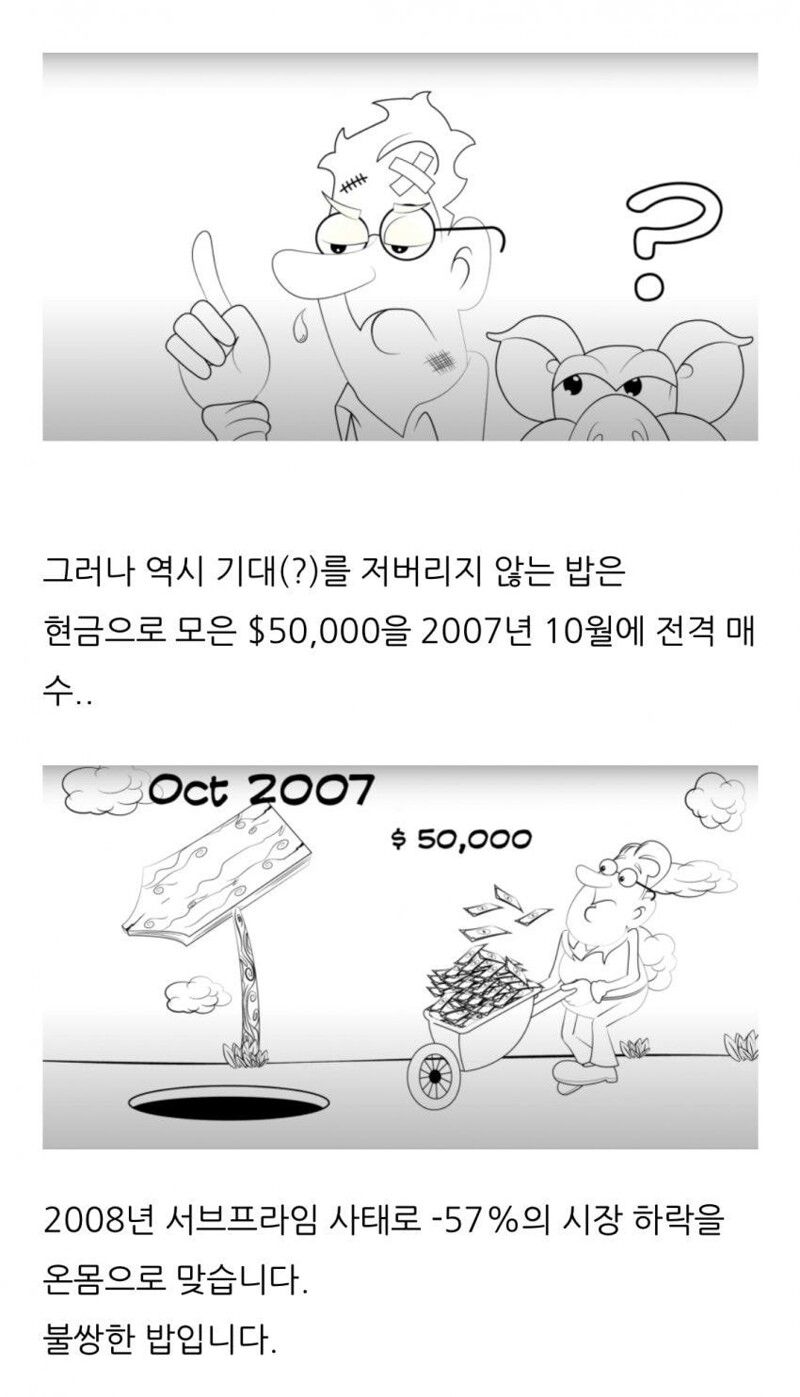 ?
그러나 역시 기대(?)를 저버리지 않는 밥은
현금으로 모은 $50,000을 2007년 10월에 전격 매
수..
Oct 2007
$ 50,000
2008년 서브프라임 사태로 -57%의 시장 하락을
온몸으로 맞습니다.
불쌍한 밥입니다.